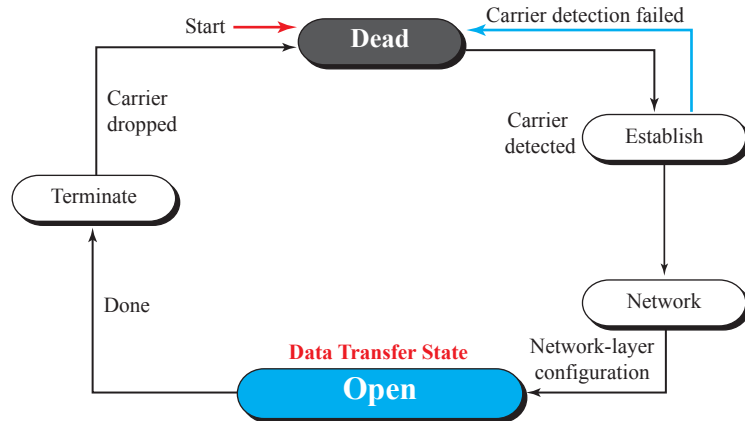 Start
Dead
Carrier detection failed
Carrier
dropped
Carrier
detected
Establish
Terminate
Done
Network
Data Transfer State
Open
Network-layer
configuration